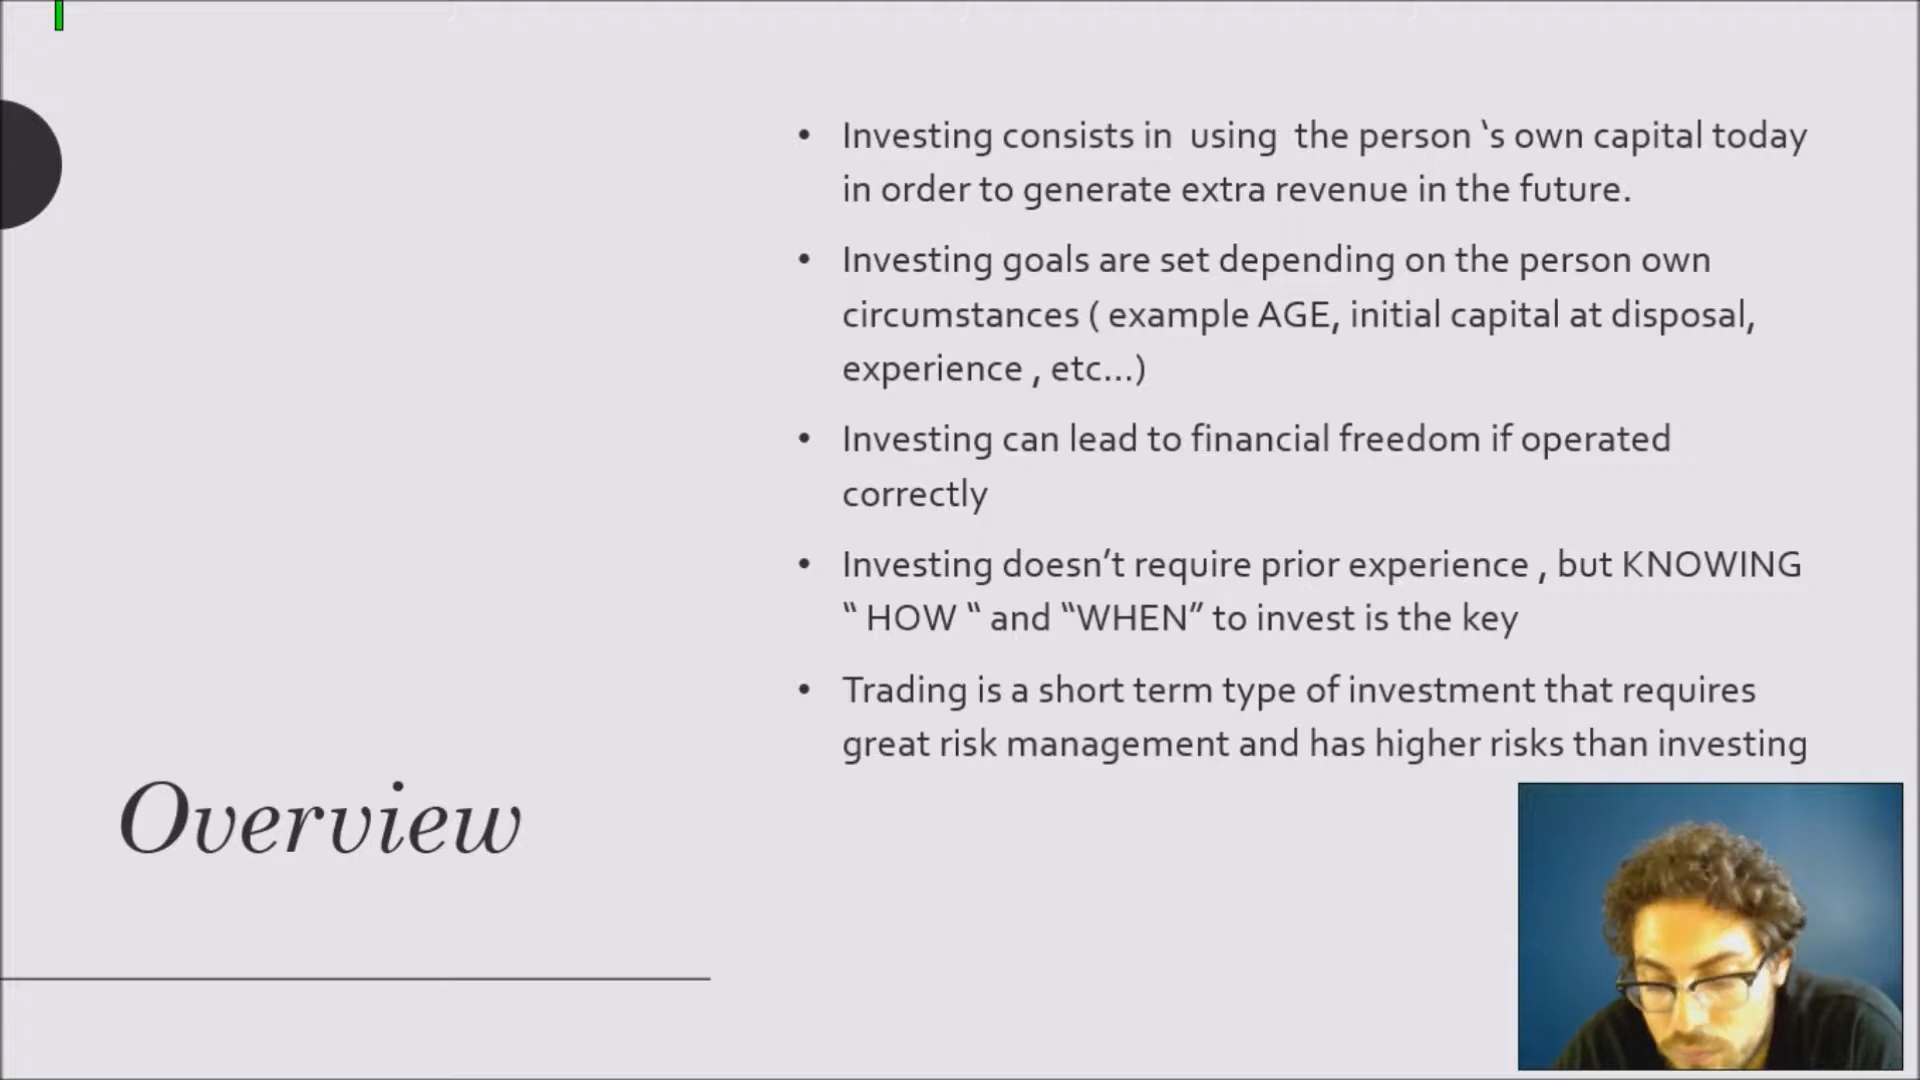 • Investing consists in using the person ‘s own capital today
in order to generate extra revenue in the future.
• Investing goals are set depending on the person own
circumstances ( example AGE, initial capital at disposal,
experience , etc...)
• Investing can lead to financial freedom if operated
correctly
• Investing doesn’t require prior experience , but KNOWING
“ HOW “ and “WHEN” to invest is the key
• Trading is a short term type of investment that requires
great risk management and has higher risks than investing
Overview